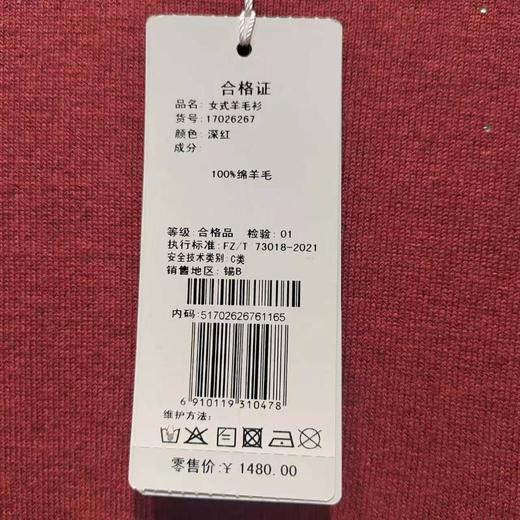 合格证
品名: 女式羊毛衫
货号: 17026267
颜色: 深红
成分:
100%绵羊毛
等级: 合格品 检验: 01
执行标准: FZ/T 73018-2021
安全技术类别: C类
销售地区: 锡B
内码: 51702626761165
6 910119 310478
维护方法:
零售价: ¥ 1480.00